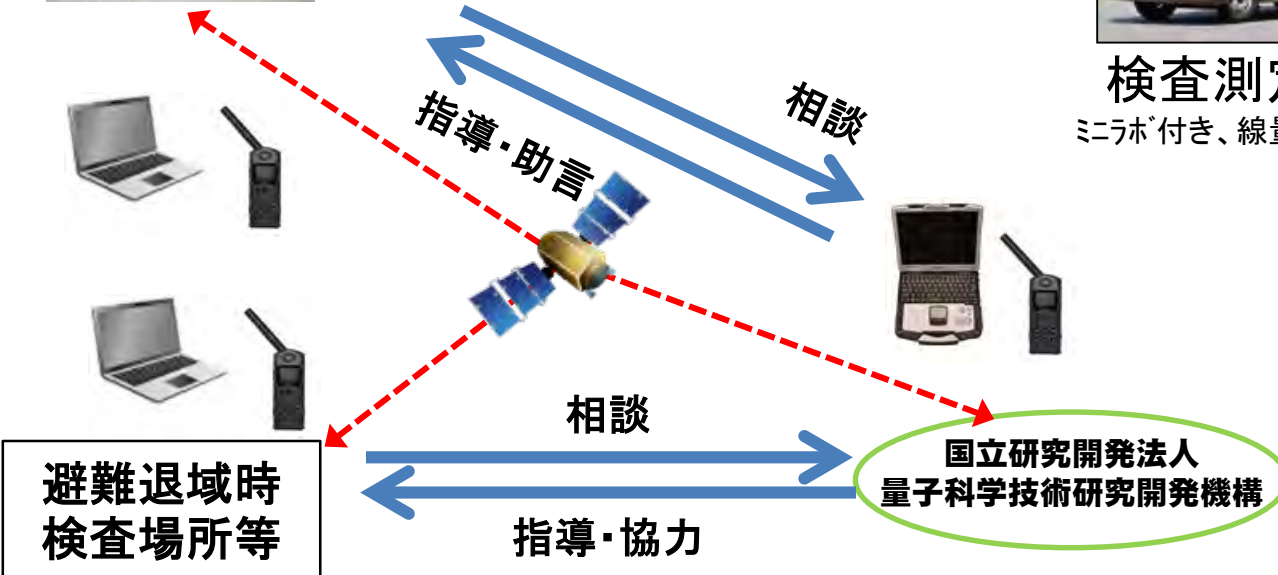 検査測定
ミニラボ付き、線量
相談
指導・助言
相談
国立研究開発法人
量子科学技術研究開発機構
避難退域時
検査場所等
指導・協力